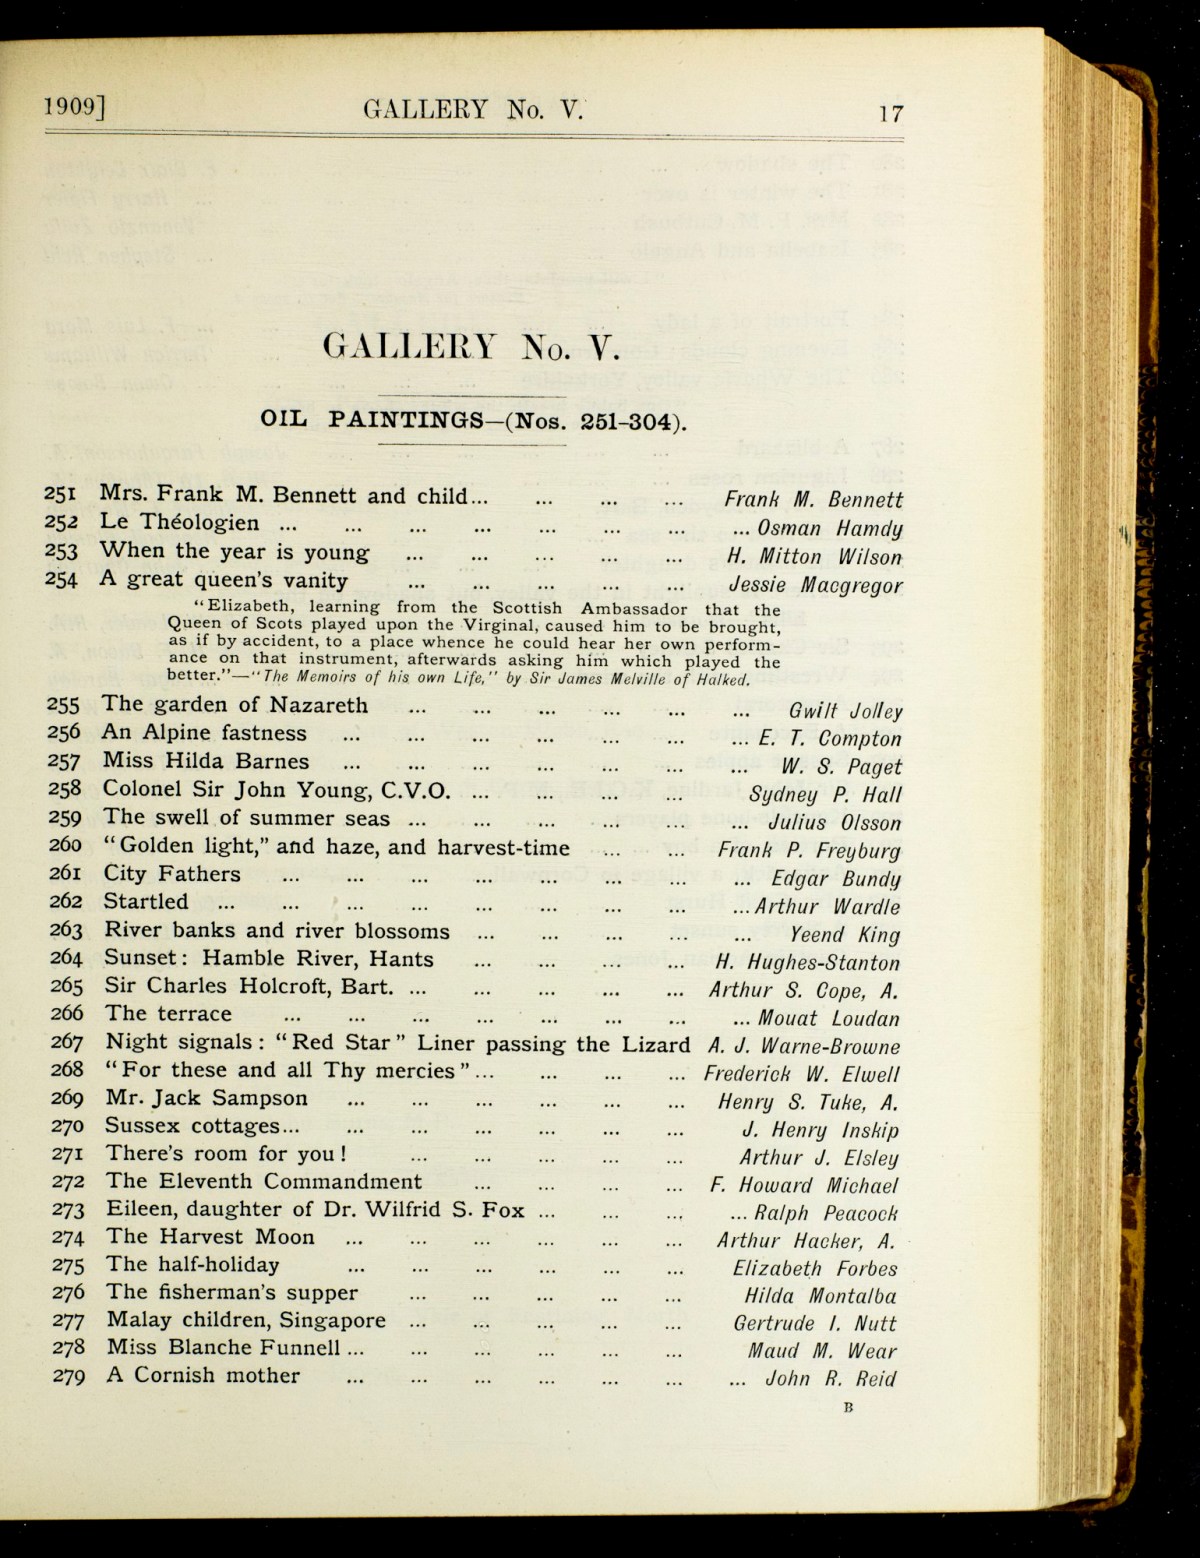 1909] GALLERY No. V. 17
GALLERY No. V.
OIL PAINTINGS—(Nos. 251-304).
251 Mrs. Frank M. Bennett and child... ... ... ... Frank M. Bennett
252 Le Théologien ... ... ... ... ... ... ... ... Osman Hamdy
253 When the year is young ... ... ... ... ... H. Mitton Wilson
254 A great queen's vanity ... ... ... ... ... Jessie Macgregor
"Elizabeth, learning from the Scottish Ambassador that the
Queen of Scots played upon the Virginal, caused him to be brought,
as if by accident, to a place whence he could hear her own perform-
ance on that instrument, afterwards asking him which played the
better."—"The Memoirs of his own Life," by Sir James Melville of Halked.
255 The garden of Nazareth ... ... ... ... ... ... Gwilt Jolley
256 An Alpine fastness ... ... ... ... ... ... ... E. T. Compton
257 Miss Hilda Barnes ... ... ... ... ... ... ... W. S. Paget
258 Colonel Sir John Young, C.V.O. ... ... ... ... Sydney P. Hall
259 The swell of summer seas ... ... ... ... ... ... Julius Olsson
260 "Golden light," and haze, and harvest-time ... ... Frank P. Freyburg
261 City Fathers ... ... ... ... ... ... ... ... Edgar Bundy
262 Startled ... ... ... ... ... ... ... ... ... Arthur Wardle
263 River banks and river blossoms ... ... ... ... ... Yeend King
264 Sunset: Hamble River, Hants ... ... ... ... H. Hughes-Stanton
265 Sir Charles Holcroft, Bart. ... ... ... ... ... Arthur S. Cope, A.
266 The terrace ... ... ... ... ... ... ... ... Mouat Loudan
267 Night signals: "Red Star" Liner passing the Lizard A. J. Warne-Browne
268 "For these and all Thy mercies"... ... ... ... Frederick W. Elwell
269 Mr. Jack Sampson ... ... ... ... ... ... Henry S. Tuke, A.
270 Sussex cottages... ... ... ... ... ... ... J. Henry Inskip
271 There's room for you! ... ... ... ... ... Arthur J. Elsley
272 The Eleventh Commandment ... ... ... ... F. Howard Michael
273 Eileen, daughter of Dr. Wilfrid S. Fox ... ... ... ... Ralph Peacock
274 The Harvest Moon ... ... ... ... ... ... Arthur Hacker, A.
275 The half-holiday ... ... ... ... ... ... Elizabeth Forbes
276 The fisherman's supper ... ... ... ... ... Hilda Montalba
277 Malay children, Singapore ... ... ... ... ... Gertrude I. Nutt
278 Miss Blanche Funnell ... ... ... ... ... ... Maud M. Wear
279 A Cornish mother ... ... ... ... ... ... ... John R. Reid
B